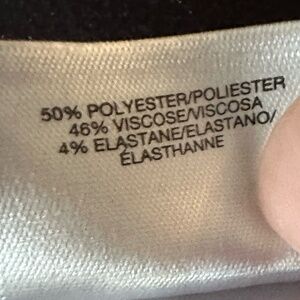 50% POLYESTER/POLIESTER
46% VISCOSE/VISCOSA
4% ELASTANE/ELASTANO/
ÉLASTHANNE